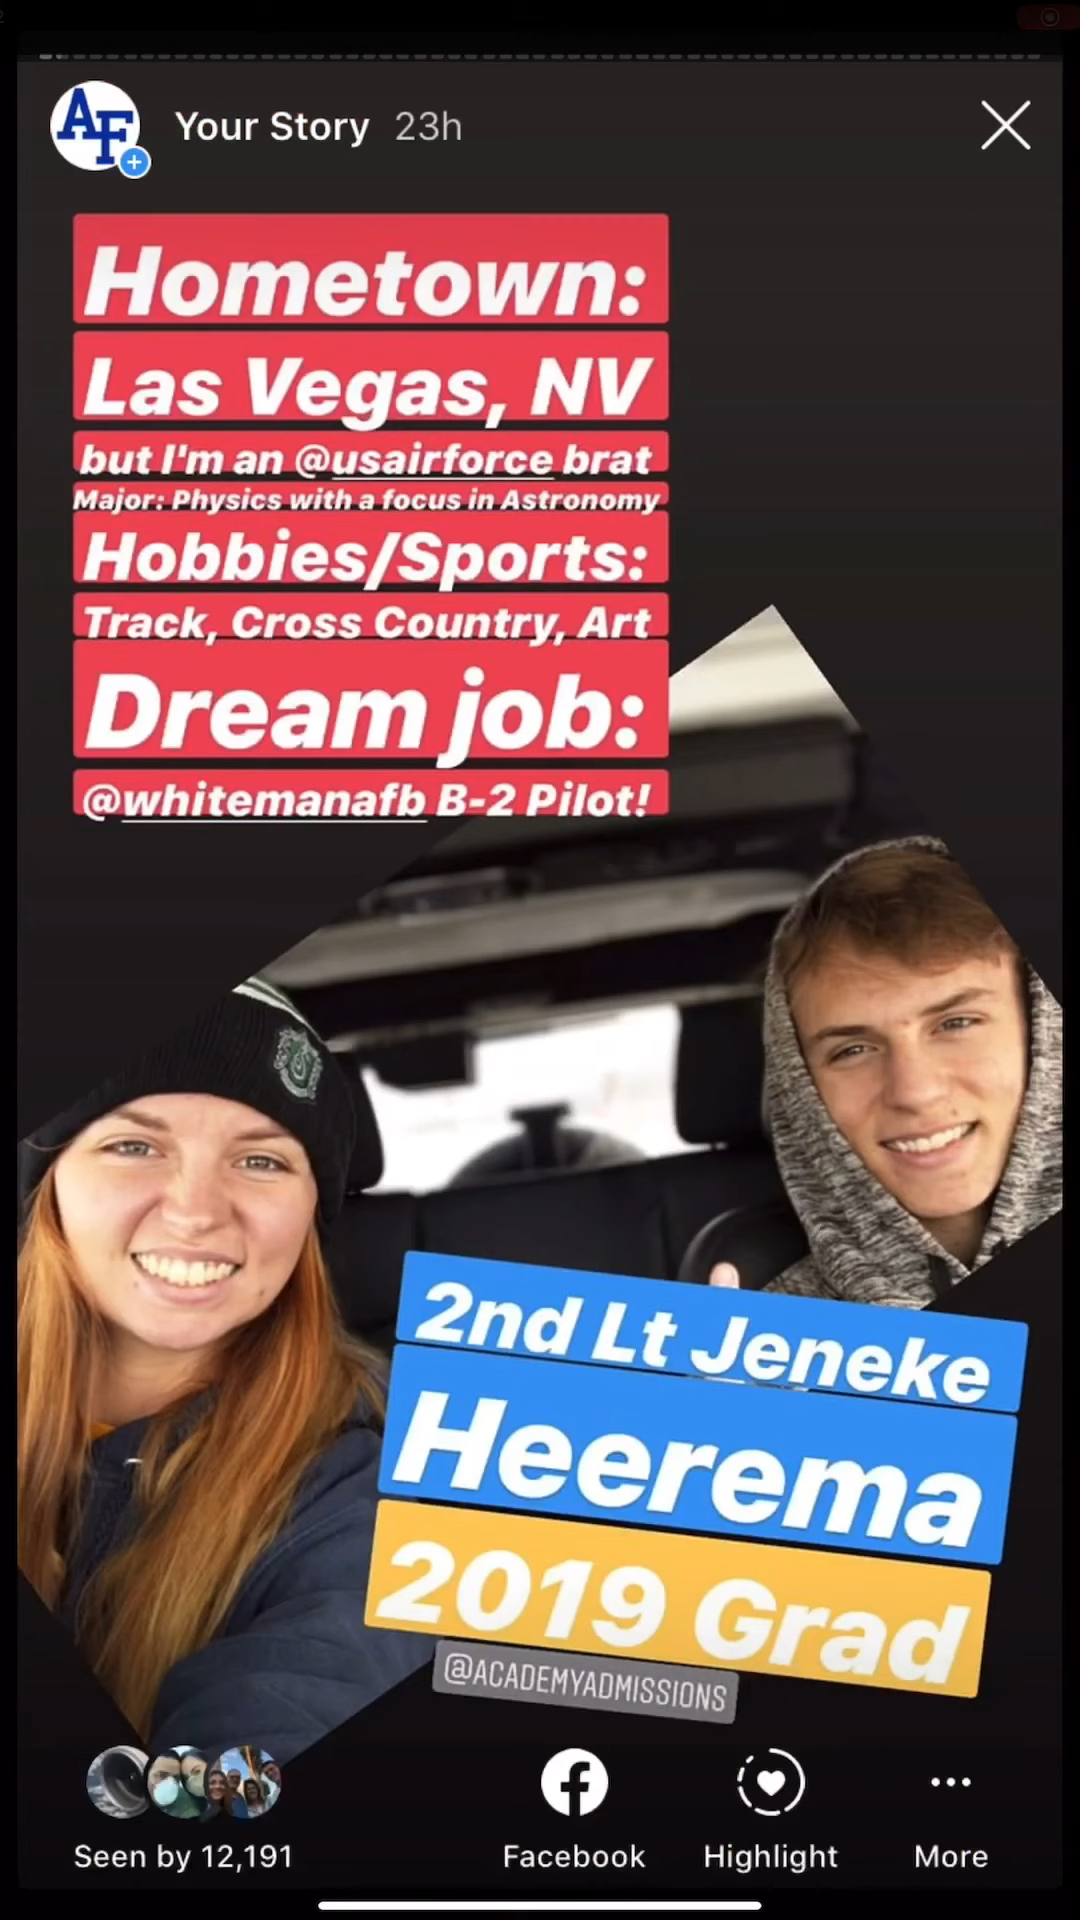 AF
Your Story 23h
Hometown:
Las Vegas, NV
but I'm an @usairforce brat
Major: Physics with a focus in Astronomy
Hobbies/Sports:
Track, Cross Country, Art
Dream job:
@whitemanafb B-2 Pilot!
2nd Lt Jeneke
Heerema
2019 Grad
@ACADEMYADMISSIONS
Seen by 12,191
Facebook
Highlight
More